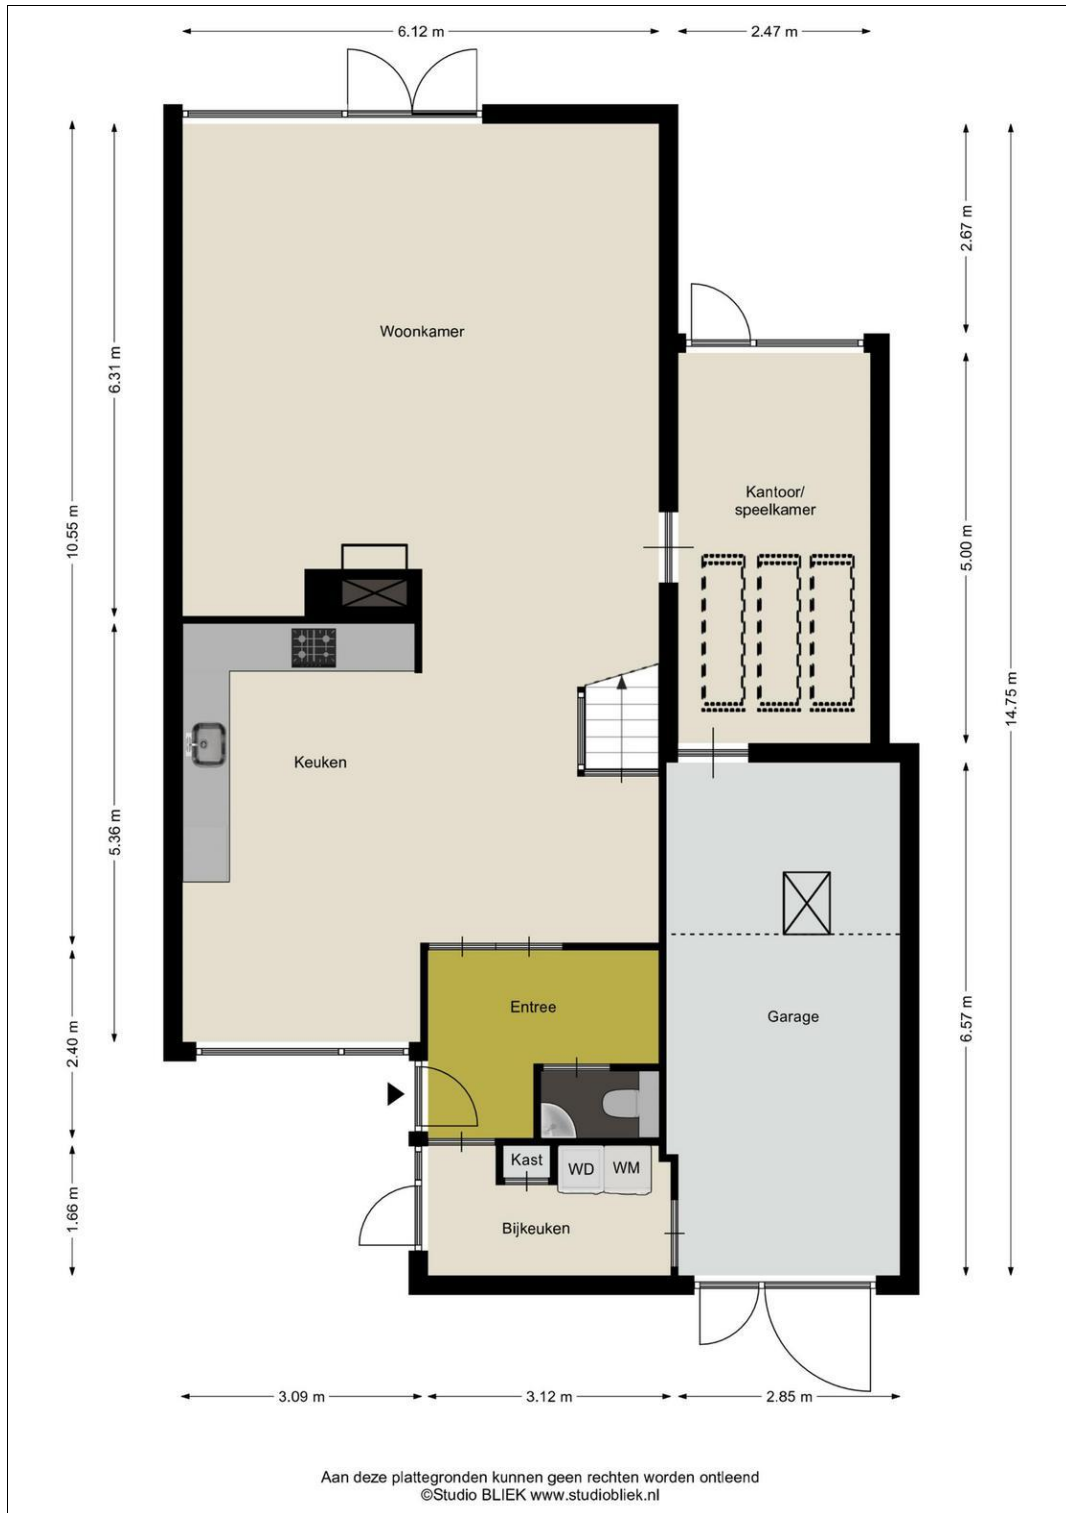 6.12 m
2.47 m
2.67 m
Woonkamer
6.31 m
Kantoor/
speelkamer
10.55 m
5.00 m
14.75 m
Keuken
5.36 m
Entree
Garage
6.57 m
2.40 m
Kast
WD
WM
1.66 m
Bijkeuken
3.09 m
3.12 m
2.85 m
Aan deze plattegronden kunnen geen rechten worden ontleend
©Studio BLIEK www.studiobliek.nl